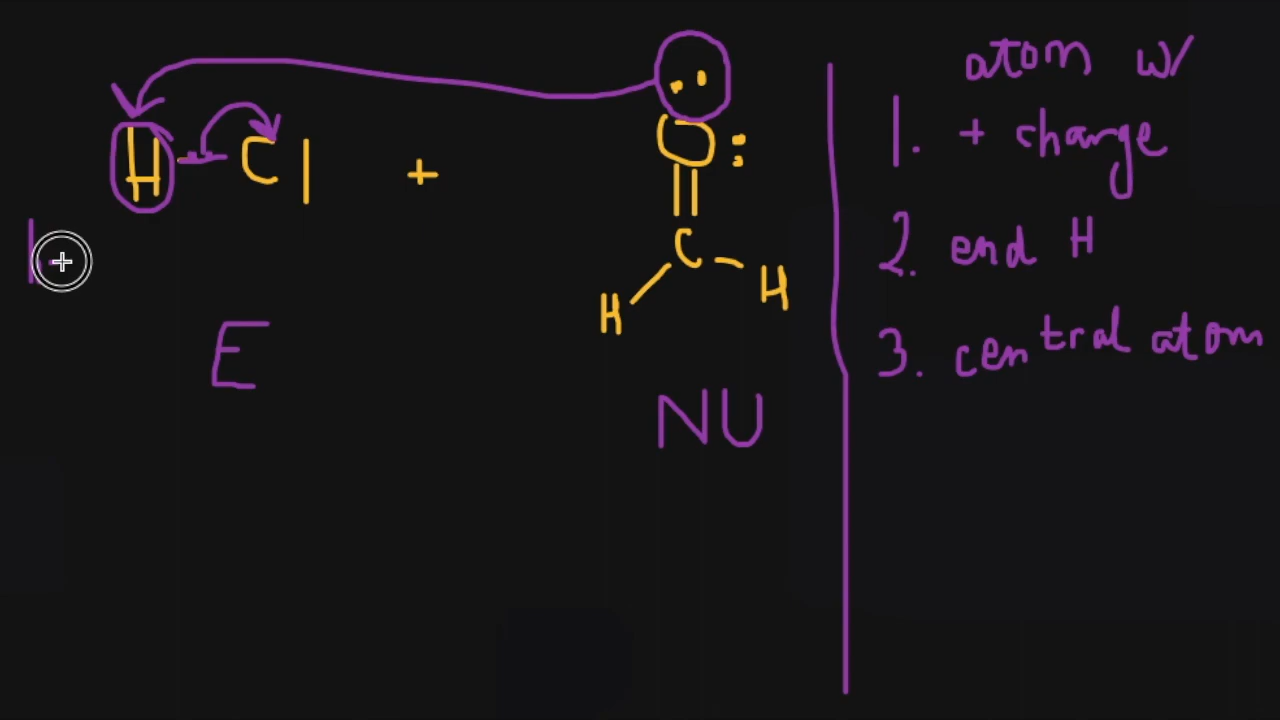 H - Cl + O
C
H H
E
NU
atom w/
1. + charge
2. end H
3. central atom